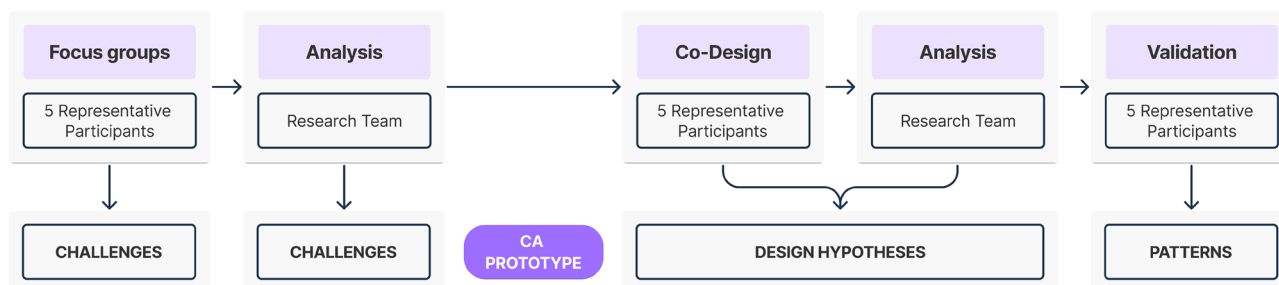 Focus groups
Analysis
Co-Design
Analysis
Validation
5 Representative
Participants
Research Team
5 Representative
Participants
Research Team
5 Representative
Participants
CHALLENGES
CHALLENGES
CA
PROTOTYPE
DESIGN HYPOTHESES
PATTERNS